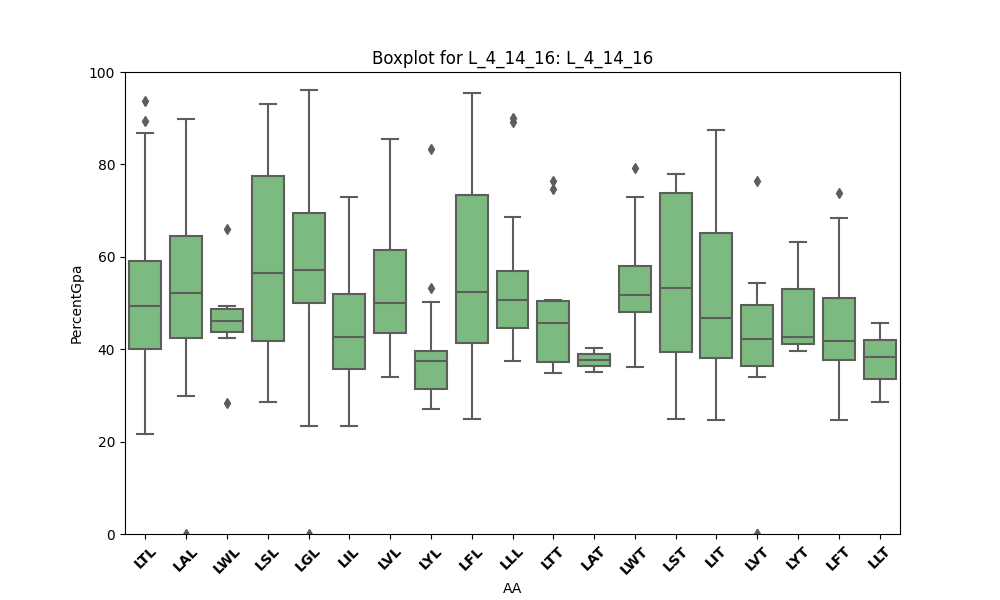 Boxplot for L_4_14_16: L_4_14_16
100
80
60
40
20
0
PercentGpa
LTL LAL LWL LSL LGL LIL LVL LYL LFL LLL LTT LAT LWT LST LIT LVT LYT LFT LLT
AA